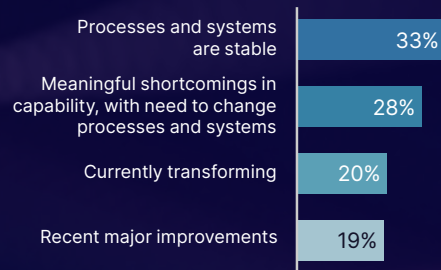 Processes and systems
are stable
33%
Meaningful shortcomings in
capability, with need to change
processes and systems
28%
Currently transforming
20%
Recent major improvements
19%